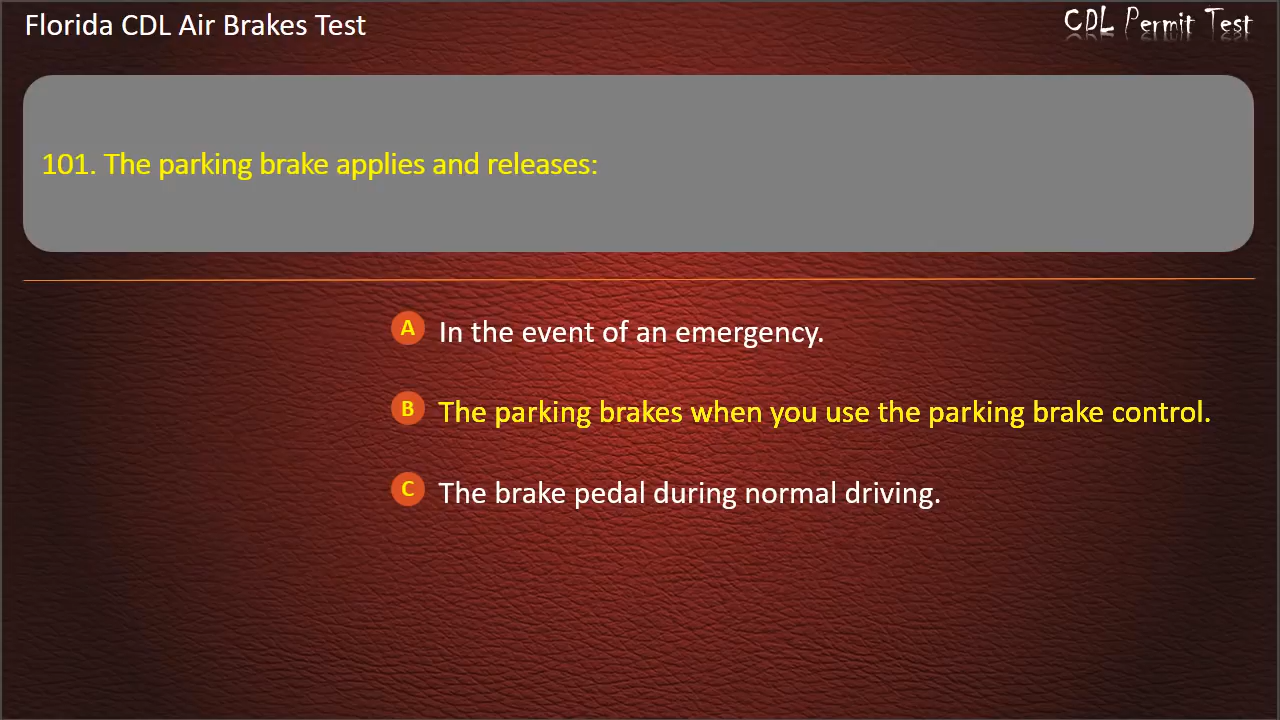 Florida CDL Air Brakes Test
CDL Permit Test
101. The parking brake applies and releases:
A In the event of an emergency.
B The parking brakes when you use the parking brake control.
C The brake pedal during normal driving.